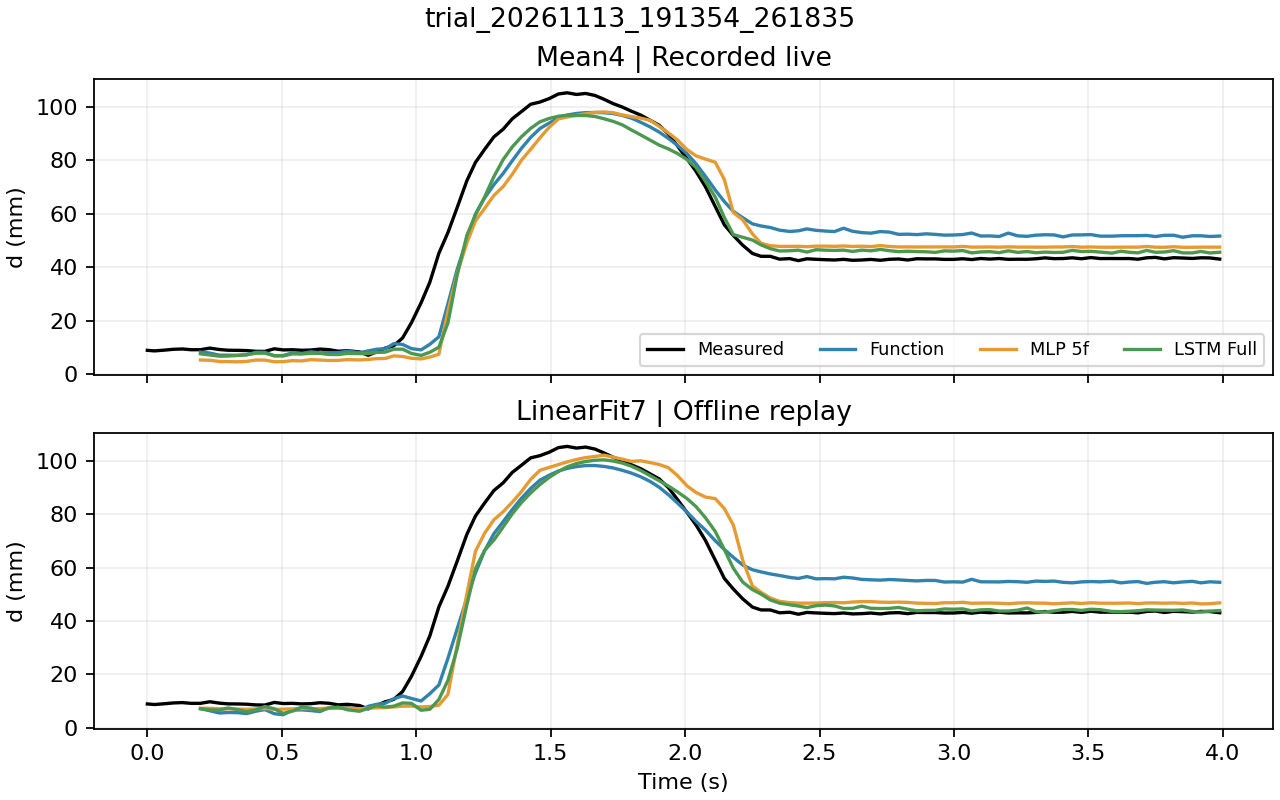 trial_20261113_191354_261835
Mean4 | Recorded live
d (mm)
100
80
60
40
20
0
Measured Function MLP 5f LSTM Full
LinearFit7 | Offline replay
d (mm)
100
80
60
40
20
0
0.0 0.5 1.0 1.5 2.0 2.5 3.0 3.5 4.0
Time (s)